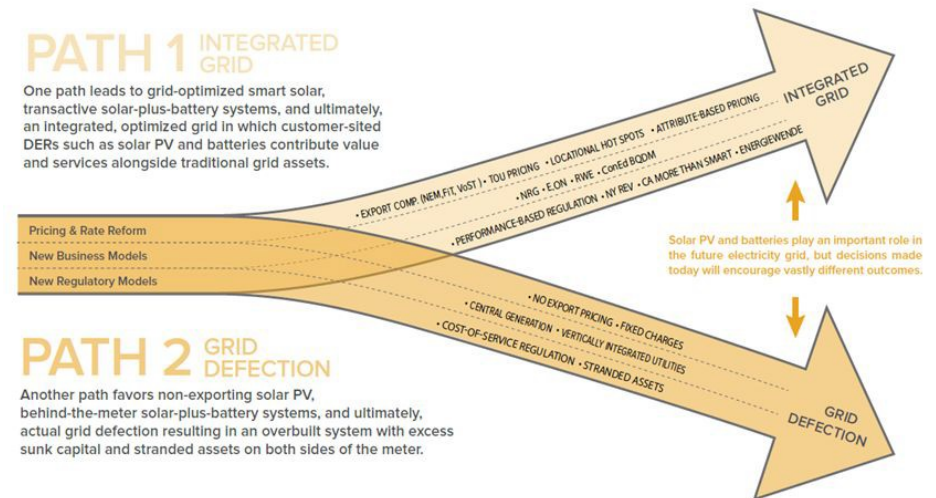 PATH 1 INTEGRATED
GRID
One path leads to grid-optimized smart solar,
transactive solar-plus-battery systems, and ultimately,
an integrated, optimized grid in which customer-sited
DERs such as solar PV and batteries contribute value
and services alongside traditional grid assets.
• EXPORT COMP. (NEM,FiT, VoST) • TOU PRICING • LOCATIONAL HOT SPOTS • ATTRIBUTE-BASED PRICING
• NRG • E.ON • RWE • ConEd BQDM
• PERFORMANCE-BASED REGULATION • NY REV • CA MORE THAN SMART • ENERGIEWENDE
INTEGRATED
GRID
Pricing & Rate Reform
New Business Models
New Regulatory Models
Solar PV and batteries play an important role in
the future electricity grid, but decisions made
today will encourage vastly different outcomes.
• NO EXPORT PRICING • FIXED CHARGES
• CENTRAL GENERATION • VERTICALLY INTEGRATED UTILITIES
• COST-OF-SERVICE REGULATION • STRANDED ASSETS
GRID
DEFECTION
PATH 2 GRID
DEFECTION
Another path favors non-exporting solar PV,
behind-the-meter solar-plus-battery systems, and ultimately,
actual grid defection resulting in an overbuilt system with excess
sunk capital and stranded assets on both sides of the meter.